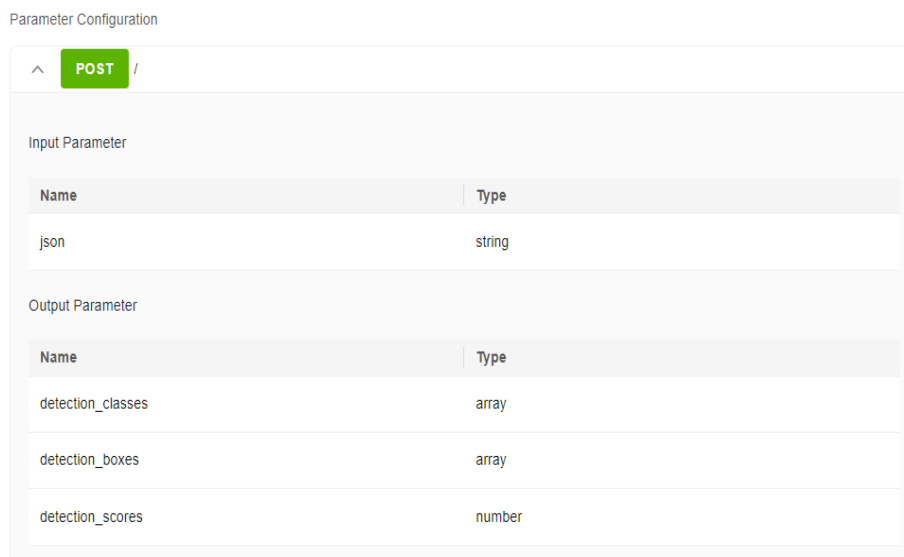 Parameter Configuration
POST /
Input Parameter
Name Type
json string
Output Parameter
Name Type
detection_classes array
detection_boxes array
detection_scores number